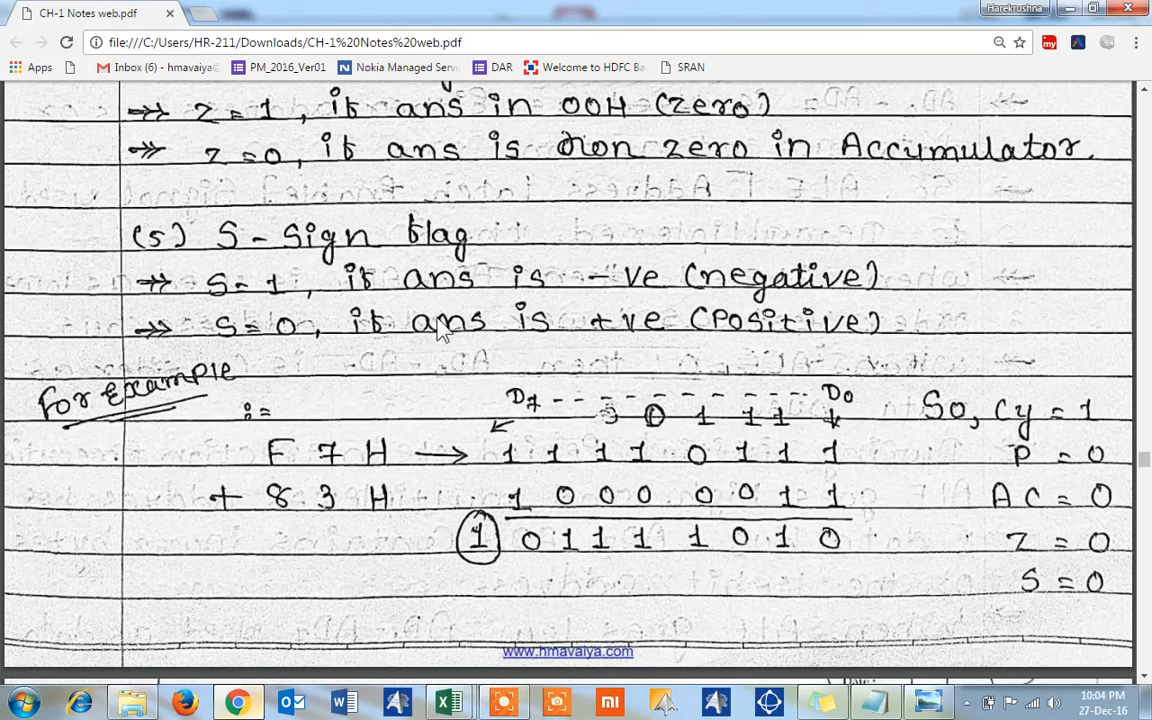 CH-1 Notes web.pdf
Harekrushna
file:///C:/Users/HR-211/Downloads/CH-1%20Notes%20web.pdf
Apps Inbox (6) - hmavaiya@ PM_2016_Ver01 Nokia Managed Servi DAR Welcome to HDFC Ba SRAN
→ z = 1, if ans in 00H (zero)
→ z = 0, if ans is non zero in Accumulator.
(5) S - Sign flag
→ S = 1, if ans is -ve (negative)
→ S = 0, if ans is +ve (Positive)
For example :=
D7 - - - - - - - - D0
0 1 1 1 So, Cy = 1
F 7 H → 1 1 1 1 0 1 1 1 P = 0
+ 8 3 H 1 0 0 0 0 0 1 1 AC = 0
1 0 1 1 1 1 0 1 0 Z = 0
S = 0
www.hmavaiya.com
10:04 PM
27-Dec-16